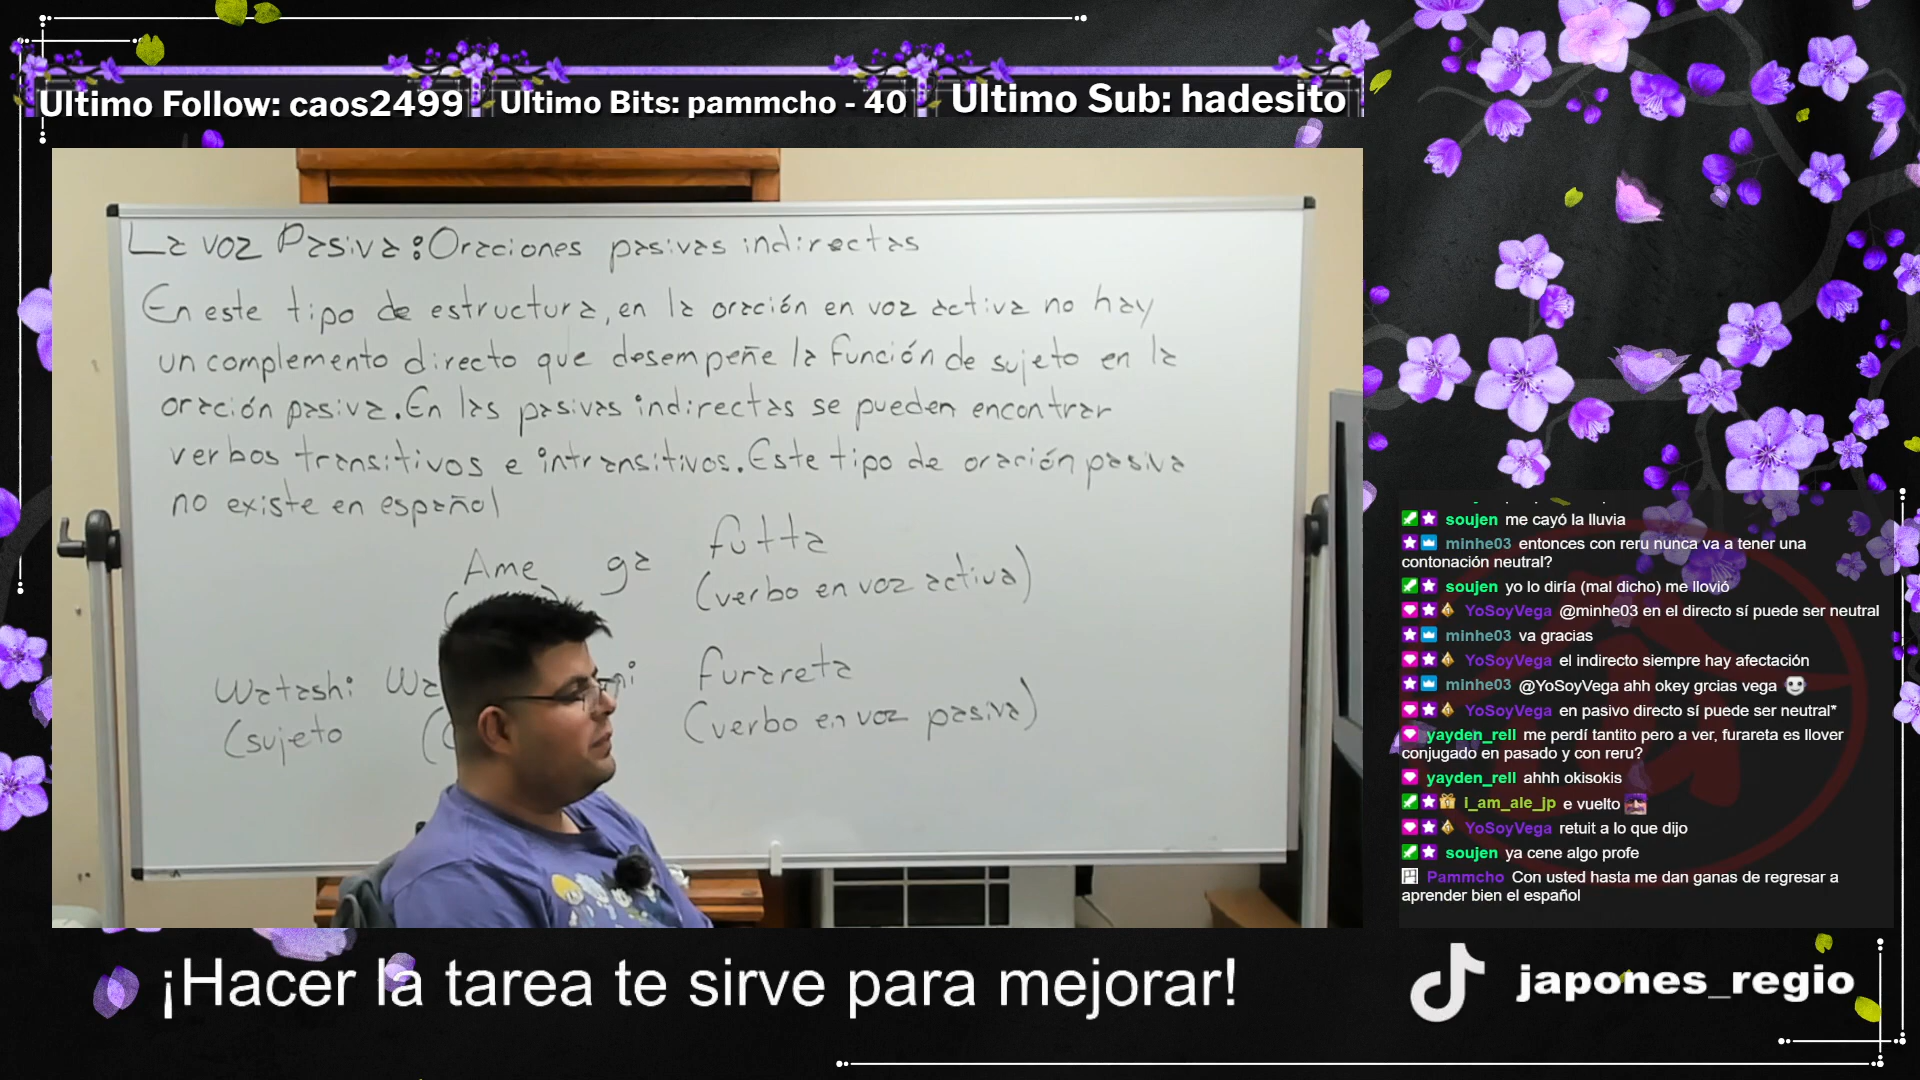 Ultimo Follow: caos2499
Ultimo Bits: pammcho - 40
Ultimo Sub: hadesito
La voz Pasiva: Oraciones pasivas indirectas
En este tipo de estructura, en la oración en voz activa no hay
un complemento directo que desempeñe la función de sujeto en la
oración pasiva. En las pasivas indirectas se pueden encontrar
verbos transitivos e intransitivos. Este tipo de oración pasiva
no existe en español
Ame ga futta
(verbo en voz activa)
Watashi wa furareta
(sujeto (verbo en voz pasiva)
soujen me cayó la lluvia
minhe03 entonces con reru nunca va a tener una
contonación neutral?
soujen yo lo diría (mal dicho) me llovió
YoSoyVega @minhe03 en el directo sí puede ser neutral
minhe03 va gracias
YoSoyVega el indirecto siempre hay afectación
minhe03 @YoSoyVega ahh okey grcias vega
YoSoyVega en pasivo directo sí puede ser neutral*
yayden_rell me perdí tantito pero a ver, furareta es llover
conjugado en pasado y con reru?
yayden_rell ahhh okisokis
i_am_ale_jp e vuelto
YoSoyVega retuit a lo que dijo
soujen ya cene algo profe
Pammcho Con usted hasta me dan ganas de regresar a
aprender bien el español
¡Hacer la tarea te sirve para mejorar!
japones_regio